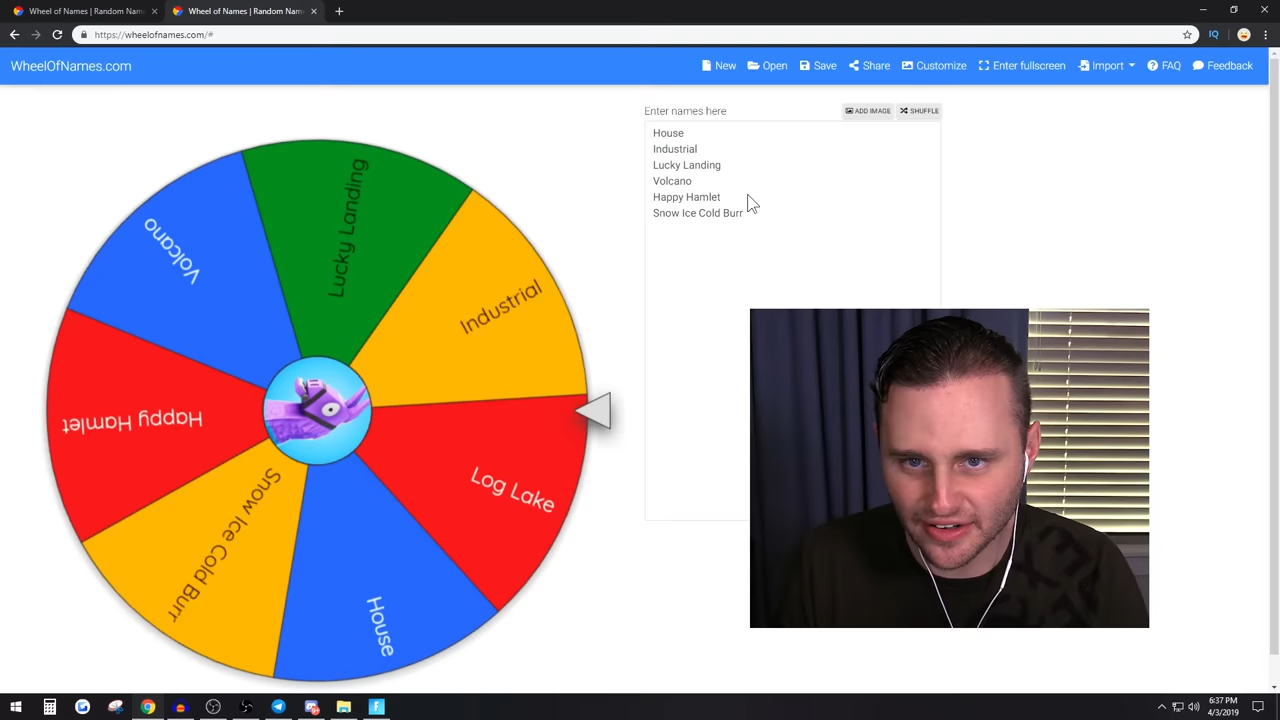 Wheel of Names | Random Nam
Wheel of Names | Random Nam
https://wheelofnames.com/#
IQ
WheelOfNames.com
New
Open
Save
Share
Customize
Enter fullscreen
Import
FAQ
Feedback
Enter names here
ADD IMAGE
SHUFFLE
House
Industrial
Lucky Landing
Volcano
Happy Hamlet
Snow Ice Cold Burr
Lucky Landing
Volcano
Industrial
Happy Hamlet
Log Lake
Snow Ice Cold Burr
House
6:37 PM
4/3/2019